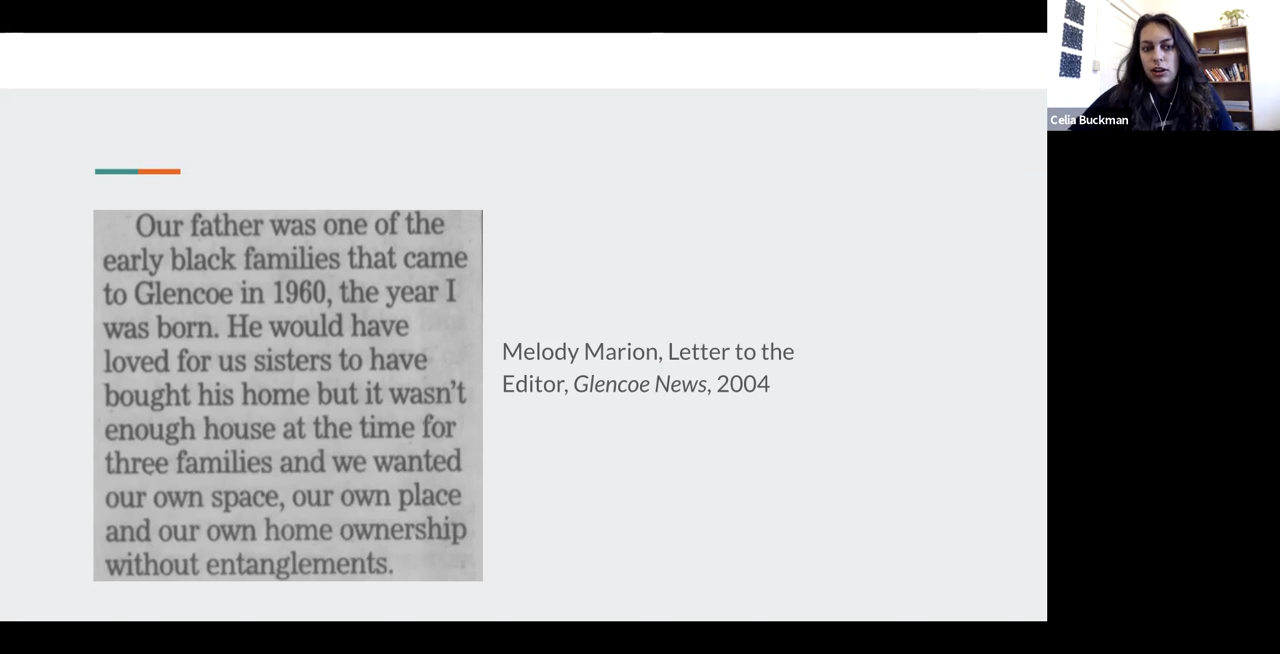 Our father was one of the
early black families that came
to Glencoe in 1960, the year I
was born. He would have
loved for us sisters to have
bought his home but it wasn't
enough house at the time for
three families and we wanted
our own space, our own place
and our own home ownership
without entanglements.
Melody Marion, Letter to the
Editor, Glencoe News, 2004
Celia Buckman